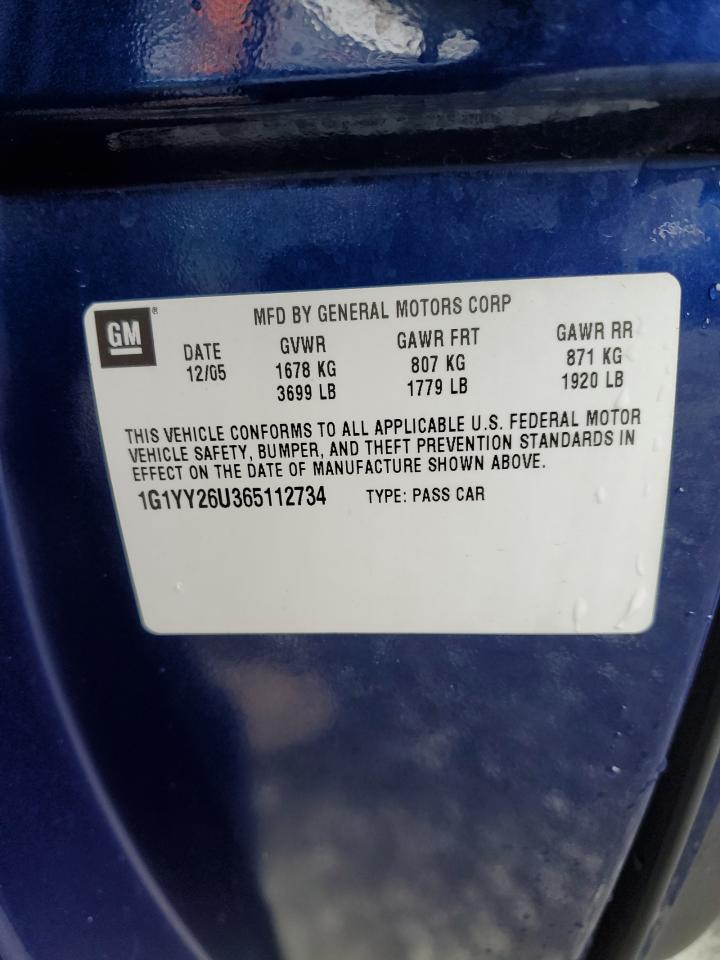 GM®
MFD BY GENERAL MOTORS CORP
DATE GVWR GAWR FRT GAWR RR
12/05 1678 KG 807 KG 871 KG
3699 LB 1779 LB 1920 LB
THIS VEHICLE CONFORMS TO ALL APPLICABLE U.S. FEDERAL MOTOR
VEHICLE SAFETY, BUMPER, AND THEFT PREVENTION STANDARDS IN
EFFECT ON THE DATE OF MANUFACTURE SHOWN ABOVE.
1G1YY26U365112734 TYPE: PASS CAR